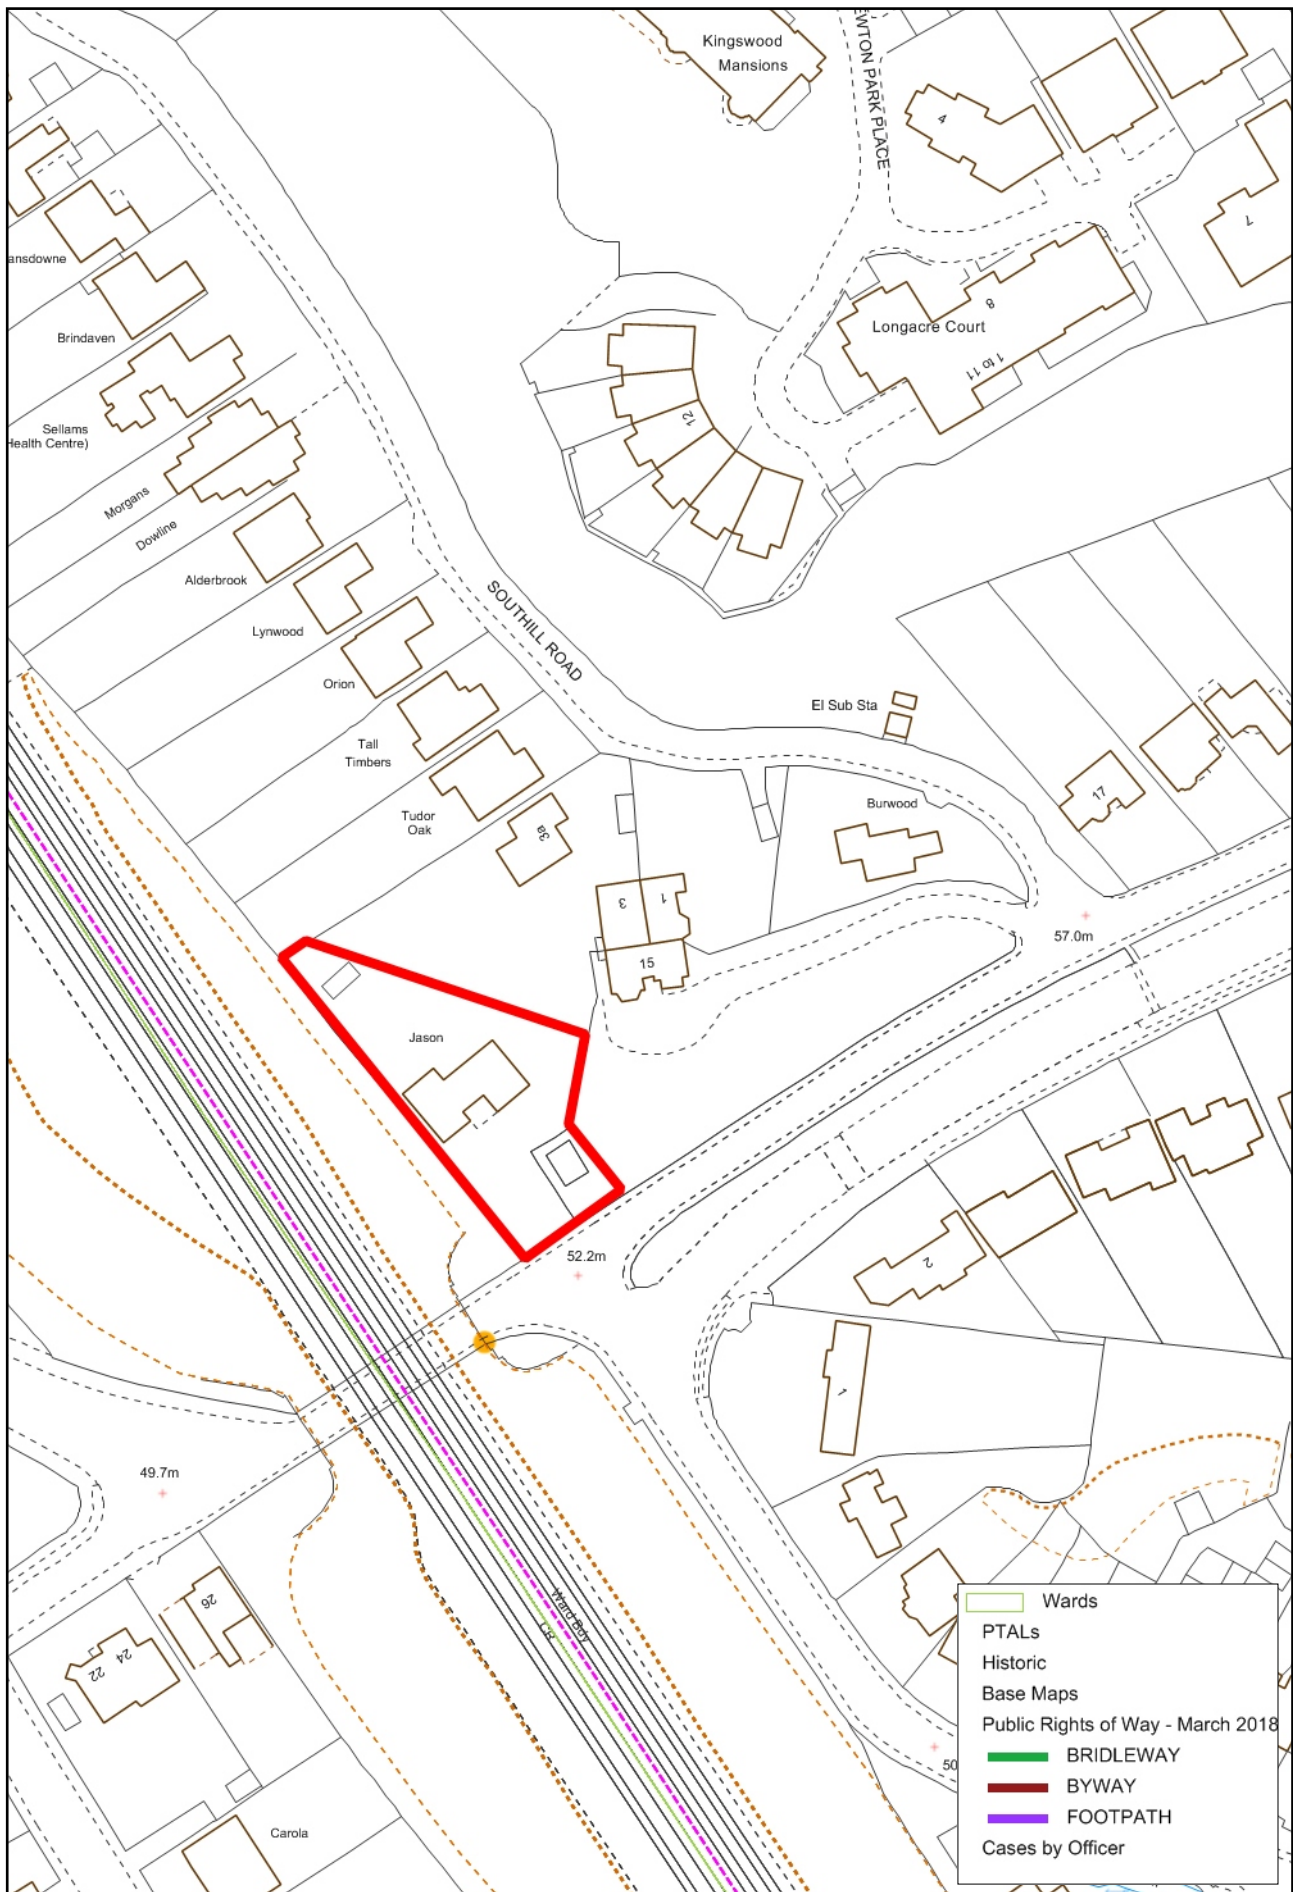 Kingswood
Mansions
EWTON PARK PLACE
4
7
ansdowne
Brindaven
8
Longacre Court
1 to 11
Sellams
Health Centre)
12
Morgans
Dowline
Alderbrook
SOUTHILL ROAD
Lynwood
Orion
El Sub Sta
Tall
Timbers
17
Burwood
Tudor
Oak
3a
3
1
57.0m
15
Jason
52.2m
2
1
49.7m
26
Ward Bdy
CR
24
22
50
Carola
Wards
PTALs
Historic
Base Maps
Public Rights of Way - March 2018
BRIDLEWAY
BYWAY
FOOTPATH
Cases by Officer